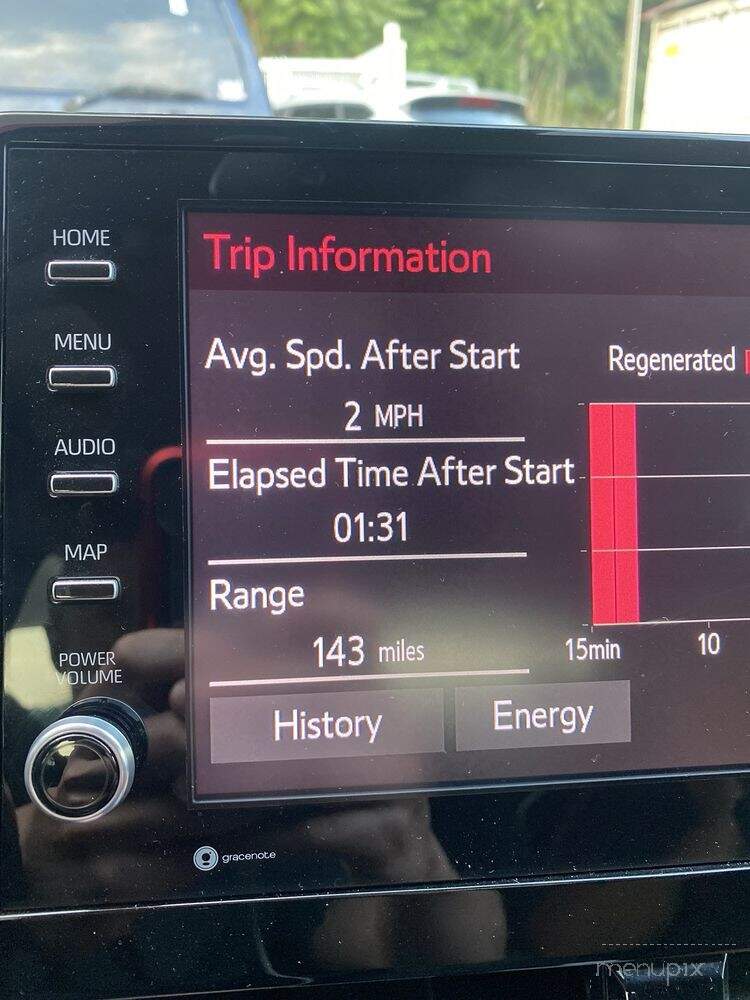 HOME
MENU
AUDIO
MAP
POWER
VOLUME
Trip Information
Avg. Spd. After Start
2 MPH
Elapsed Time After Start
01:31
Range
143 miles
History
Energy
Regenerated
15min
10
gracenote
menupix